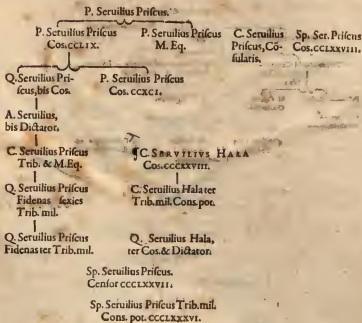 P. Seruilius Priscus.
P. Seruilius Priscus
Cos. CCLIX.
P. Seruilius Priscus
M. Eq.
C. Seruilius
Priscus, Cō-
sularis.
Sp. Ser. Priscus
Cos. CCLXXVIII.
Q. Seruilius Pri-
scus, bis Cos.
P. Seruilius Priscus
Cos. CCXCI.
A. Seruilius,
bis Dictator.
C. Seruilius Priscus
Trib. & M. Eq.
¶ C. SERVILIUS HALA
Cos. CCCXXVIII.
Q. Seruilius Priscus
Fidenas sexies
Trib. mil.
C. Seruilius Hala ter
Trib. mil. Cons. pot.
Q. Seruilius Priscus
Fidenas ter Trib. mil.
Q. Seruilius Hala,
ter Cos. & Dictator.
Sp. Seruilius Priscus.
Censor CCCLXXVII.
Sp. Seruilius Priscus Trib. mil.
Cons. pot. CCCLXXXVI.